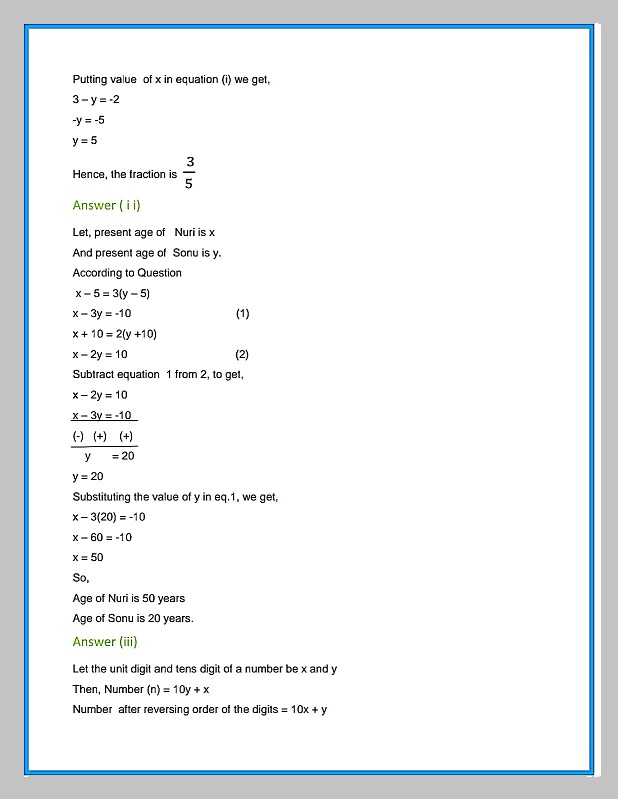 Putting value of x in equation (i) we get,
3 – y = -2
-y = -5
y = 5
Hence, the fraction is 3/5
Answer ( i i)
Let, present age of Nuri is x
And present age of Sonu is y.
According to Question
x – 5 = 3(y – 5)
x – 3y = -10 (1)
x + 10 = 2(y +10)
x – 2y = 10 (2)
Subtract equation 1 from 2, to get,
x – 2y = 10
x – 3y = -10
(-) (+) (+)
y = 20
y = 20
Substituting the value of y in eq.1, we get,
x – 3(20) = -10
x – 60 = -10
x = 50
So,
Age of Nuri is 50 years
Age of Sonu is 20 years.
Answer (iii)
Let the unit digit and tens digit of a number be x and y
Then, Number (n) = 10y + x
Number after reversing order of the digits = 10x + y